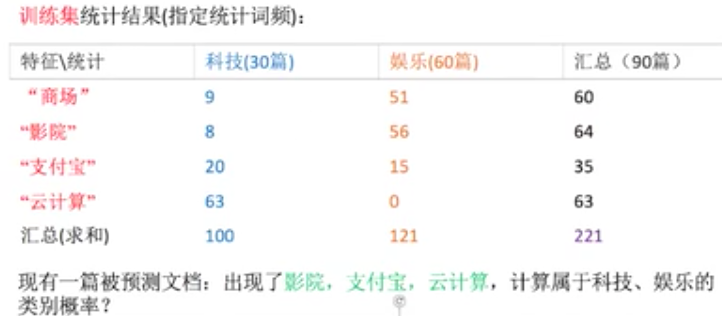 训练集统计结果(指定统计词频)：
特征\统计 科技(30篇) 娱乐(60篇) 汇总（90篇）
“商场” 9 51 60
“影院” 8 56 64
“支付宝” 20 15 35
“云计算” 63 0 63
汇总(求和) 100 121 221
现有一篇被预测文档：出现了影院，支付宝，云计算，计算属于科技、娱乐的
类别概率？